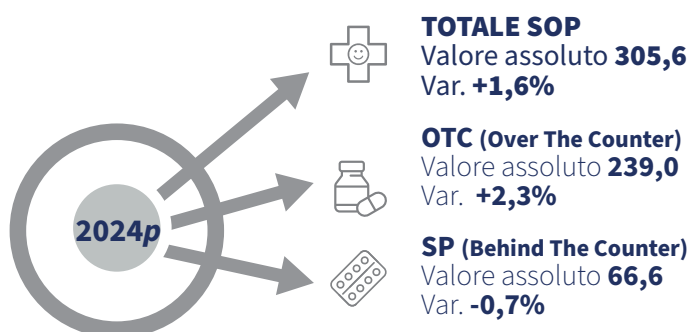 TOTALE SOP
Valore assoluto 305,6
Var. +1,6%
OTC (Over The Counter)
Valore assoluto 239,0
Var. +2,3%
2024p
SP (Behind The Counter)
Valore assoluto 66,6
Var. -0,7%